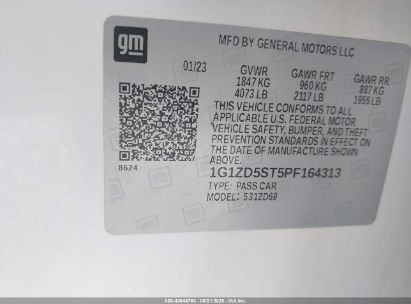 gm
MFD BY GENERAL MOTORS LLC
01/23 GVWR GAWR FRT GAWR RR
1847 KG 960 KG 887 KG
4073 LB 2117 LB 1955 LB
THIS VEHICLE CONFORMS TO ALL
APPLICABLE U.S. FEDERAL MOTOR
VEHICLE SAFETY, BUMPER, AND THEFT
PREVENTION STANDARDS IN EFFECT ON
THE DATE OF MANUFACTURE SHOWN
ABOVE.
8624
1G1ZD5ST5PF164313
TYPE: PASS CAR
MODEL: 531ZD69